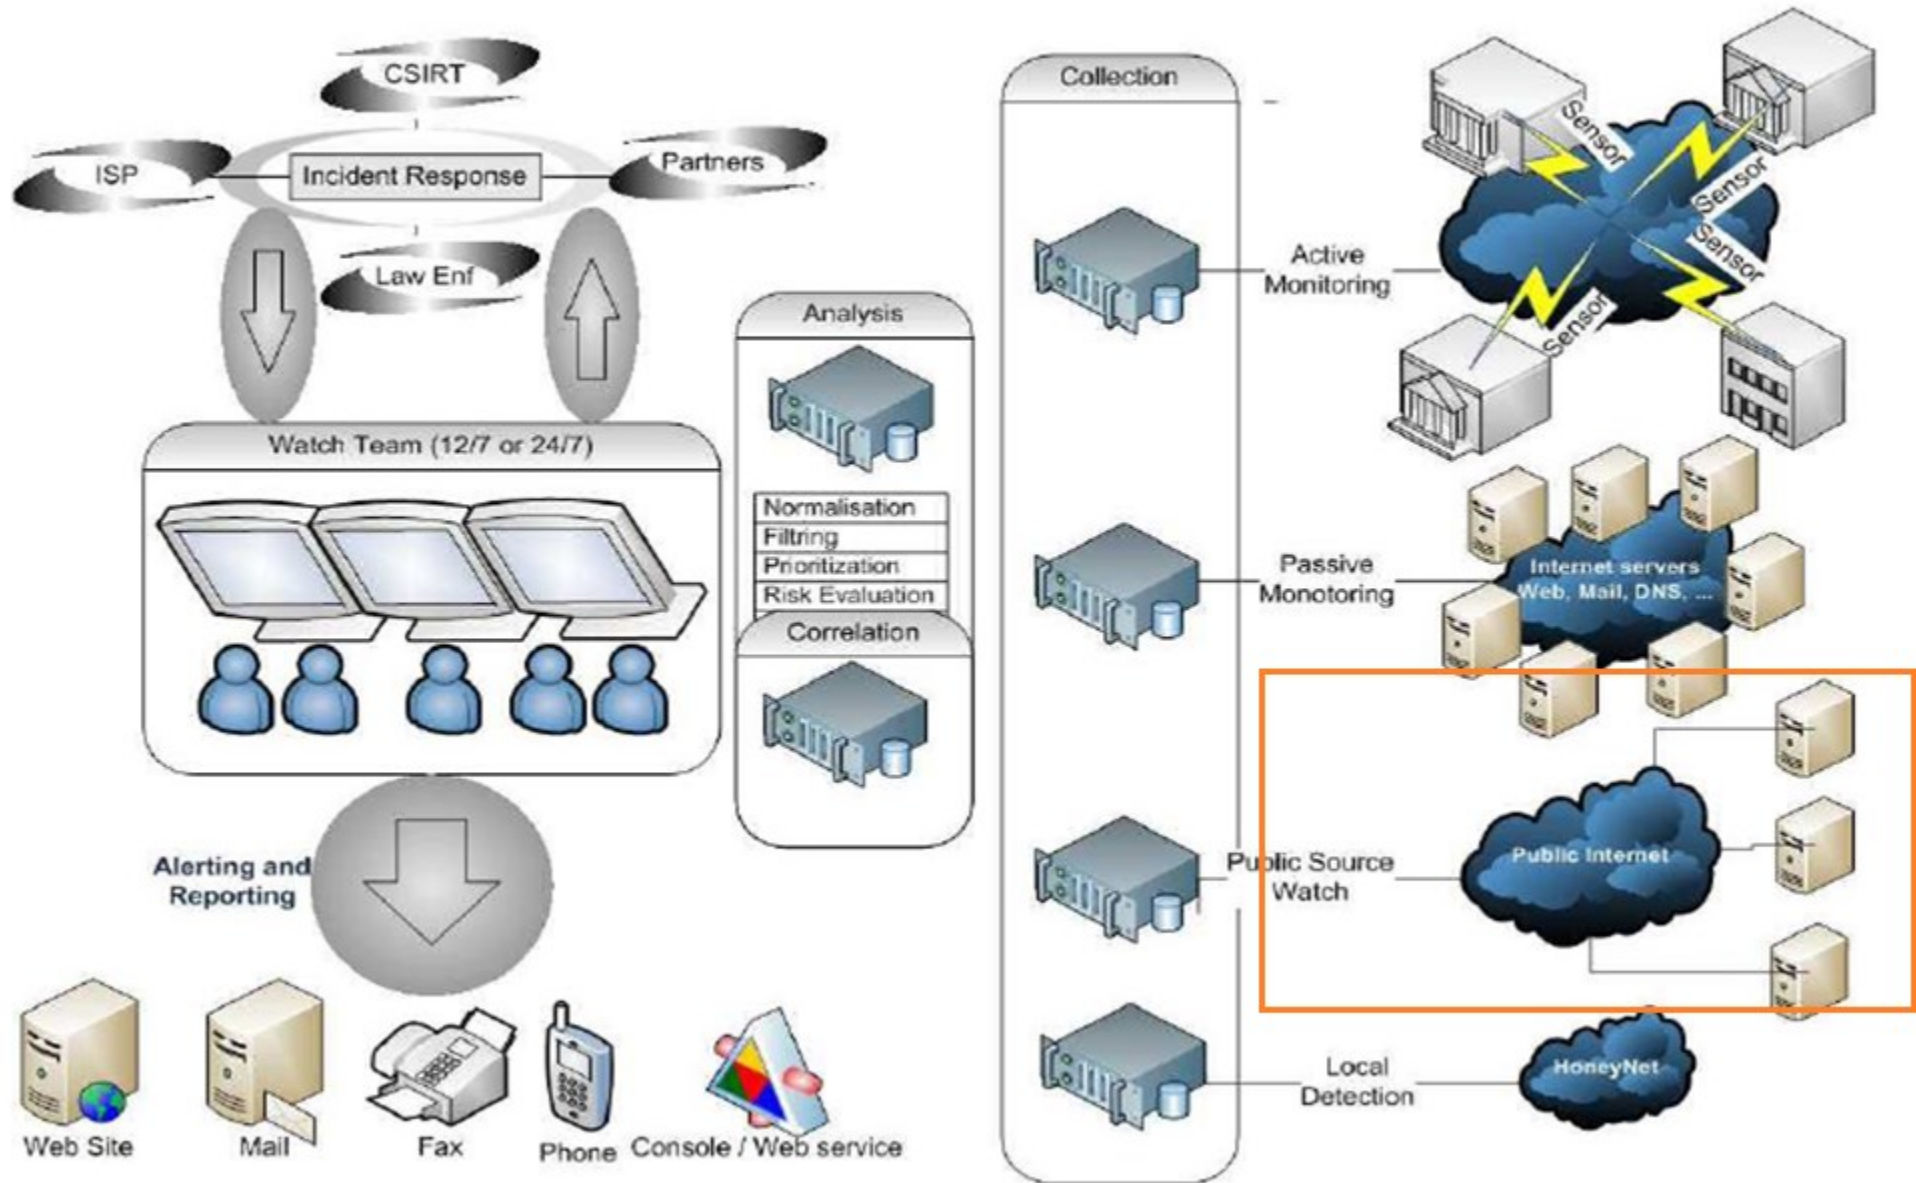 CSIRT
ISP
Incident Response
Partners
Law Enf
Watch Team (12/7 or 24/7)
Analysis
Normalisation
Filtring
Prioritization
Risk Evaluation
Correlation
Alerting and
Reporting
Web Site
Mail
Fax
Phone
Console / Web service
Collection
Active
Monitoring
Sensor
Sensor
Sensor
Sensor
Passive
Monotoring
Internet servers
Web, Mail, DNS, ...
Public Source
Watch
Public Internet
Local
Detection
HoneyNet